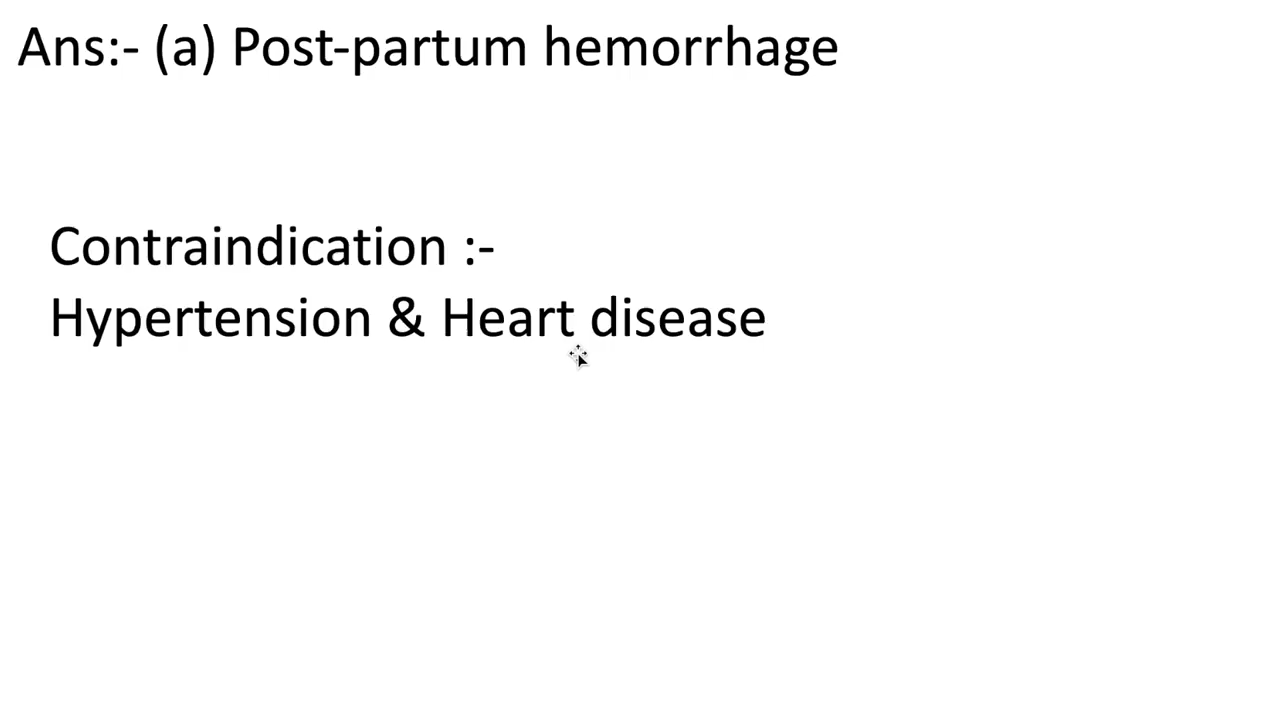 Ans:- (a) Post-partum hemorrhage
Contraindication :-
Hypertension & Heart disease